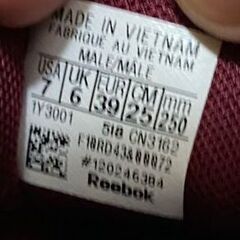 MADE IN VIETNAM
FABRIQUE AU VIETNAM
MALE/MALE
USA UK EUR CM mm
7 6 39 25 250
1Y3001 518 CN3162
#120246384
Reebok